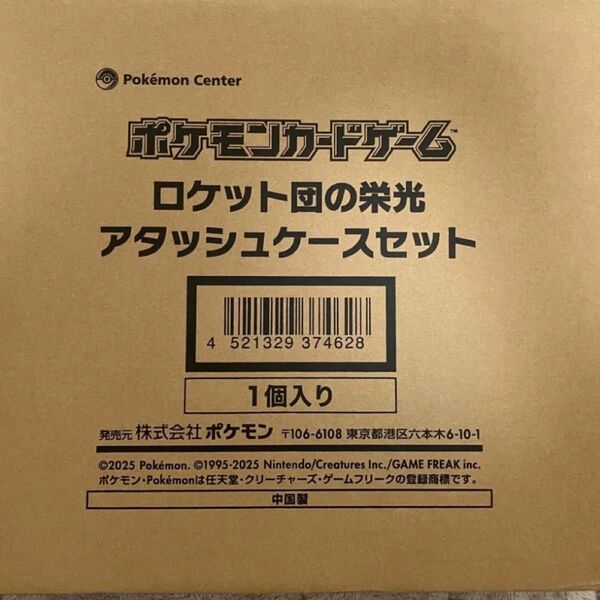 Pokémon Center
ポケモンカードゲーム™
ロケット団の栄光
アタッシュケースセット
4 521329 374628
1個入り
発売元 株式会社 ポケモン 〒106-6108 東京都港区六本木6-10-1
©2025 Pokémon. ©1995-2025 Nintendo/Creatures Inc./GAME FREAK inc.
ポケモン・Pokémonは任天堂・クリーチャーズ・ゲームフリークの登録商標です。
中国製